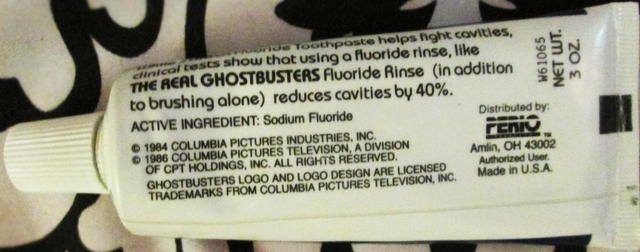 Fluoride Toothpaste helps fight cavities,
clinical tests show that using a fluoride rinse, like
THE REAL GHOSTBUSTERS Fluoride Rinse (in addition
to brushing alone) reduces cavities by 40%.
ACTIVE INGREDIENT: Sodium Fluoride
© 1984 COLUMBIA PICTURES INDUSTRIES, INC.
© 1986 COLUMBIA PICTURES TELEVISION, A DIVISION
OF CPT HOLDINGS, INC. ALL RIGHTS RESERVED.
GHOSTBUSTERS LOGO AND LOGO DESIGN ARE LICENSED
TRADEMARKS FROM COLUMBIA PICTURES TELEVISION, INC.
Distributed by:
PERIO
Amlin, OH 43002
Authorized User.
Made in U.S.A.
W61065
NET WT.
3 OZ.